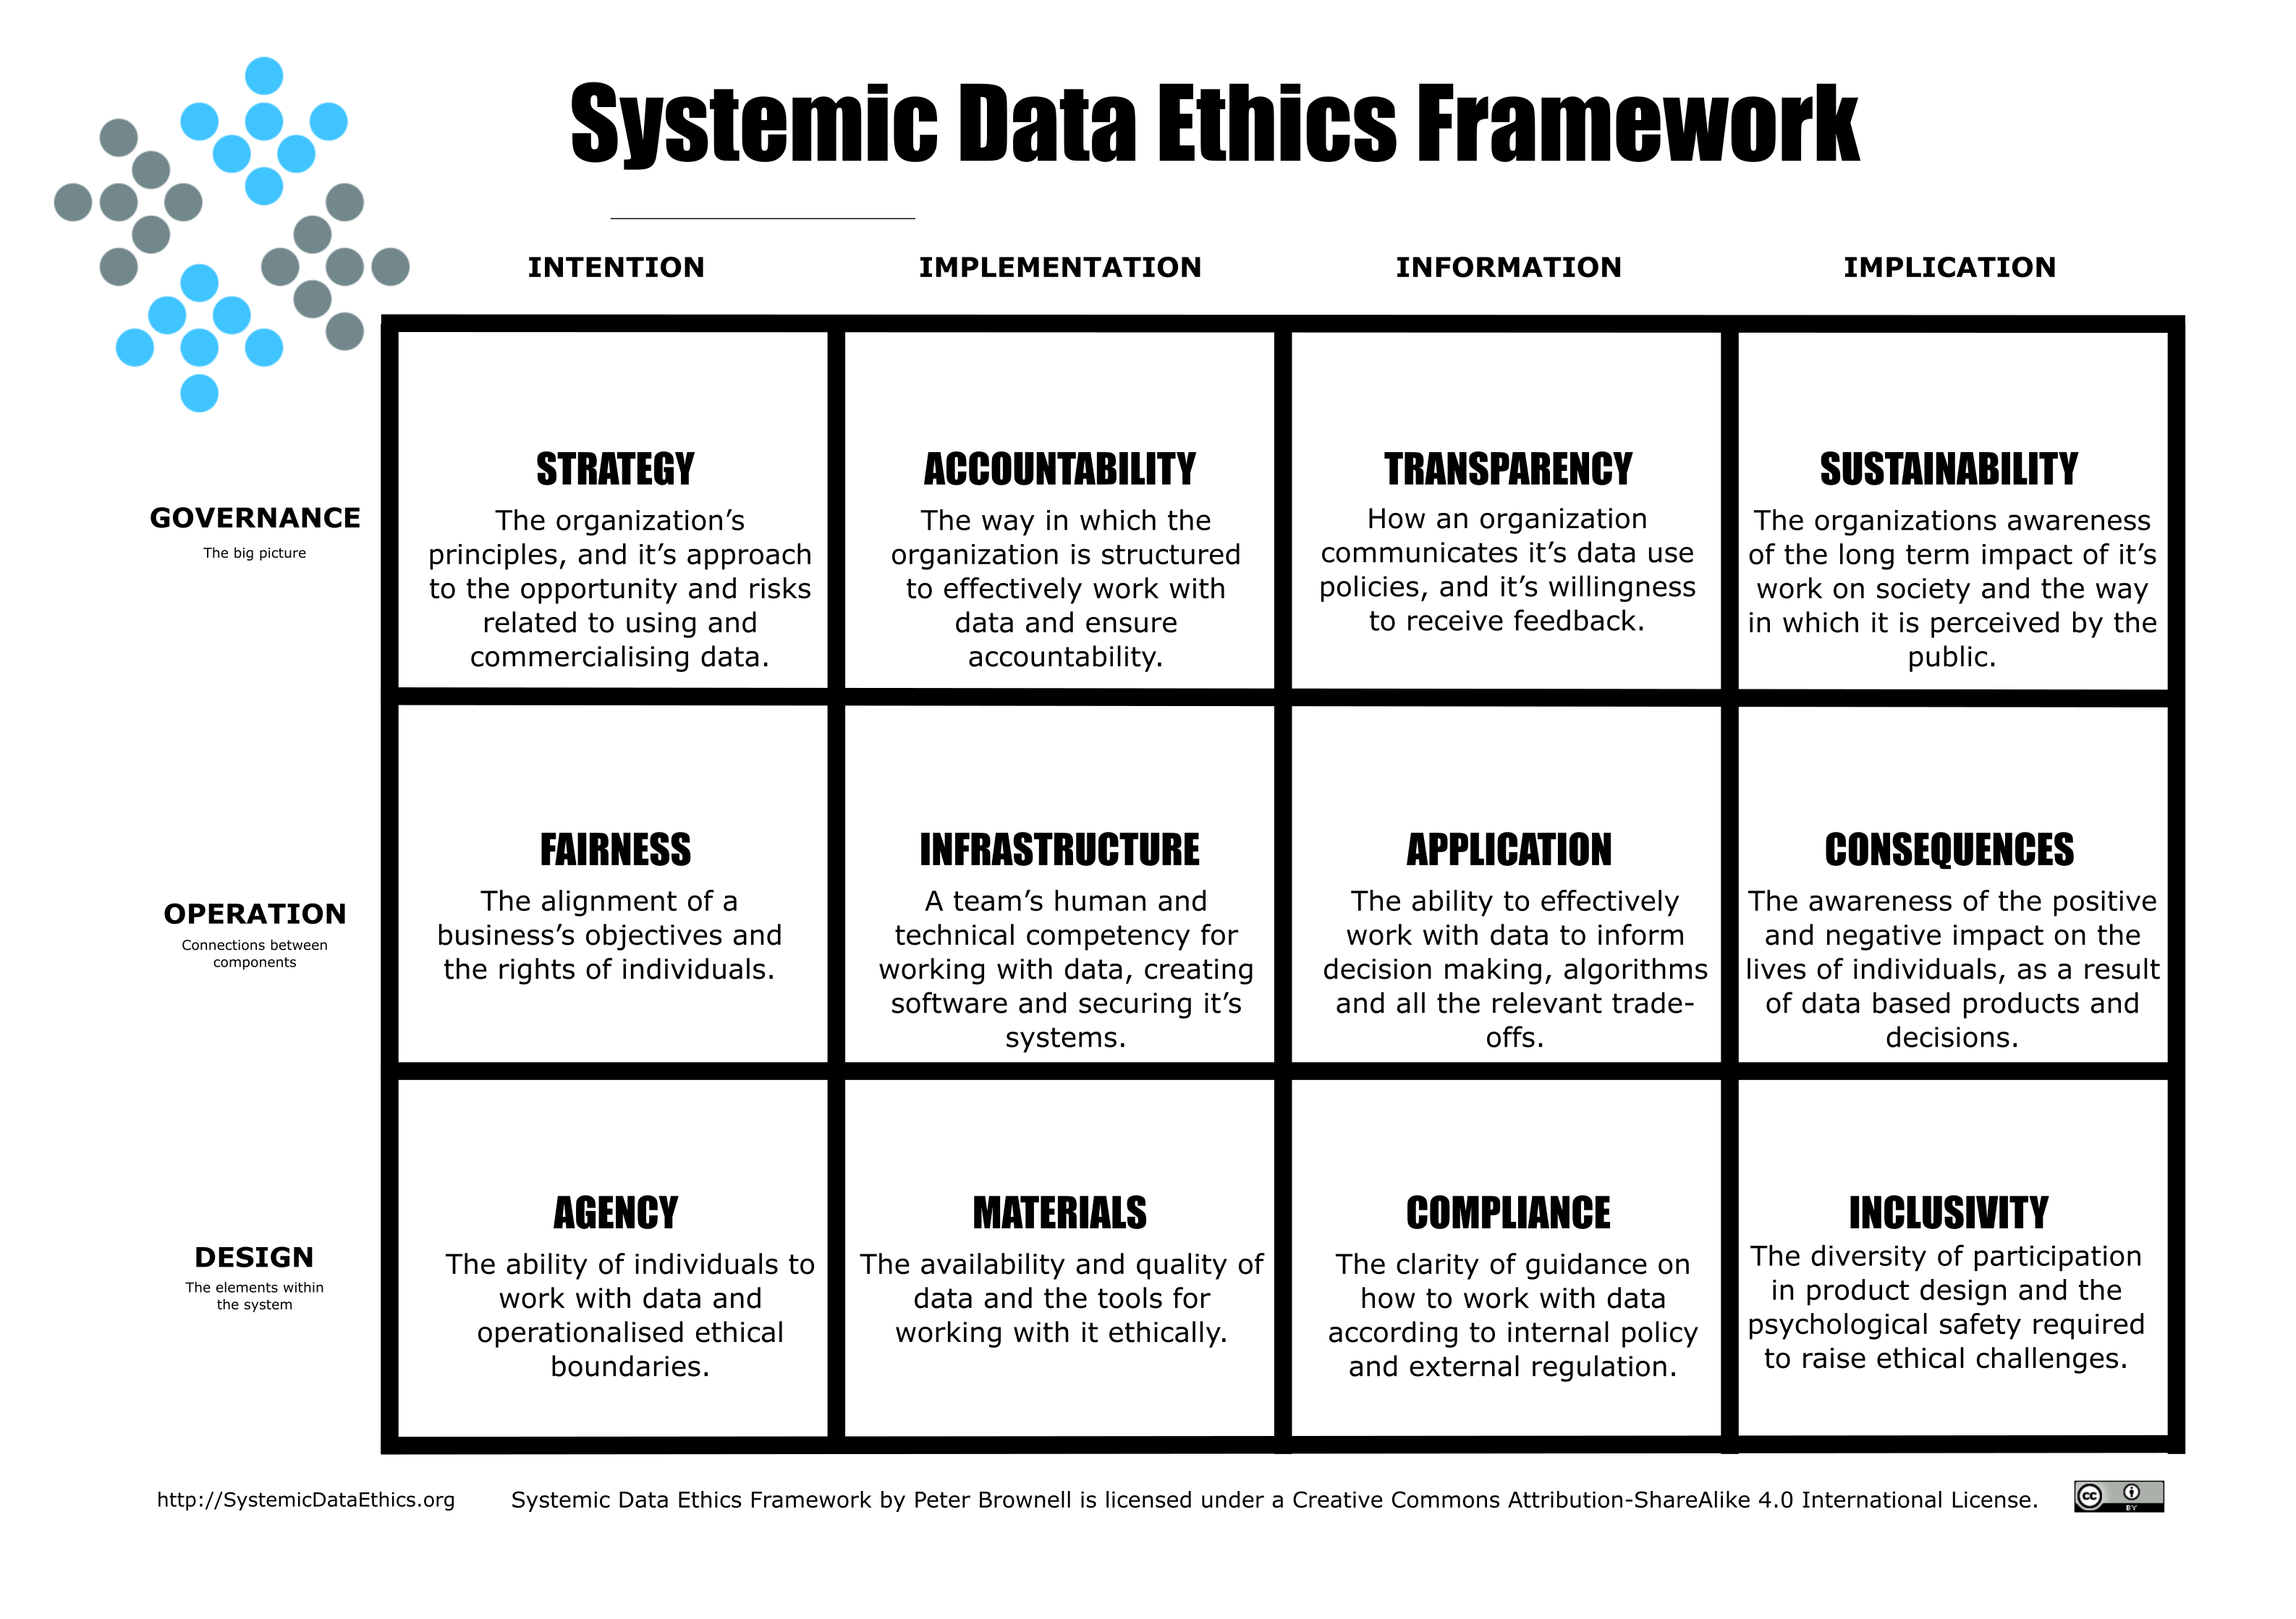 Systemic Data Ethics Framework
INTENTION
IMPLEMENTATION
INFORMATION
IMPLICATION
GOVERNANCE
The big picture
STRATEGY
The organization’s
principles, and it’s approach
to the opportunity and risks
related to using and
commercialising data.
ACCOUNTABILITY
The way in which the
organization is structured
to effectively work with
data and ensure
accountability.
TRANSPARENCY
How an organization
communicates it’s data use
policies, and it’s willingness
to receive feedback.
SUSTAINABILITY
The organizations awareness
of the long term impact of it’s
work on society and the way
in which it is perceived by the
public.
OPERATION
Connections between
components
FAIRNESS
The alignment of a
business’s objectives and
the rights of individuals.
INFRASTRUCTURE
A team’s human and
technical competency for
working with data, creating
software and securing it’s
systems.
APPLICATION
The ability to effectively
work with data to inform
decision making, algorithms
and all the relevant trade-
offs.
CONSEQUENCES
The awareness of the positive
and negative impact on the
lives of individuals, as a result
of data based products and
decisions.
DESIGN
The elements within
the system
AGENCY
The ability of individuals to
work with data and
operationalised ethical
boundaries.
MATERIALS
The availability and quality of
data and the tools for
working with it ethically.
COMPLIANCE
The clarity of guidance on
how to work with data
according to internal policy
and external regulation.
INCLUSIVITY
The diversity of participation
in product design and the
psychological safety required
to raise ethical challenges.
http://SystemicDataEthics.org
Systemic Data Ethics Framework by Peter Brownell is licensed under a Creative Commons Attribution-ShareAlike 4.0 International License.
cc
BY